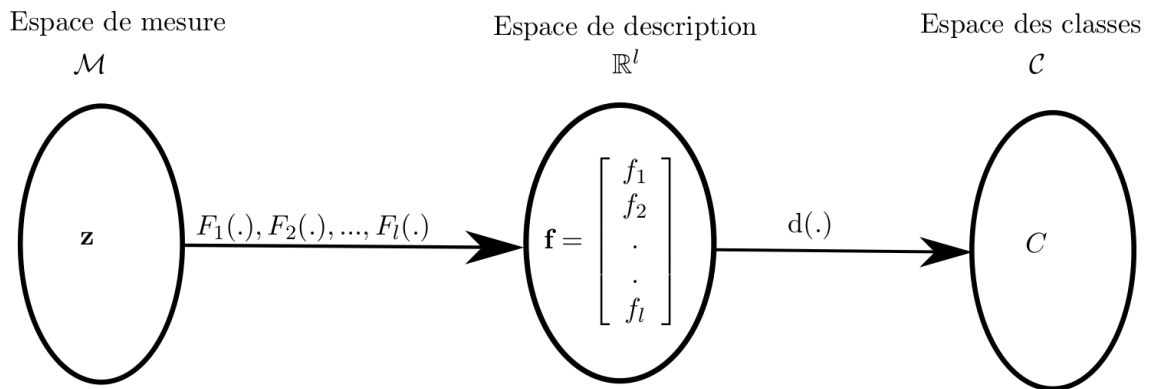 Espace de mesure
ℳ
Espace de description
ℝ^l
Espace des classes
𝒞
z
F₁(.), F₂(.), ..., F_l(.)
f =
f₁
f₂
.
.
f_l
d(.)
C